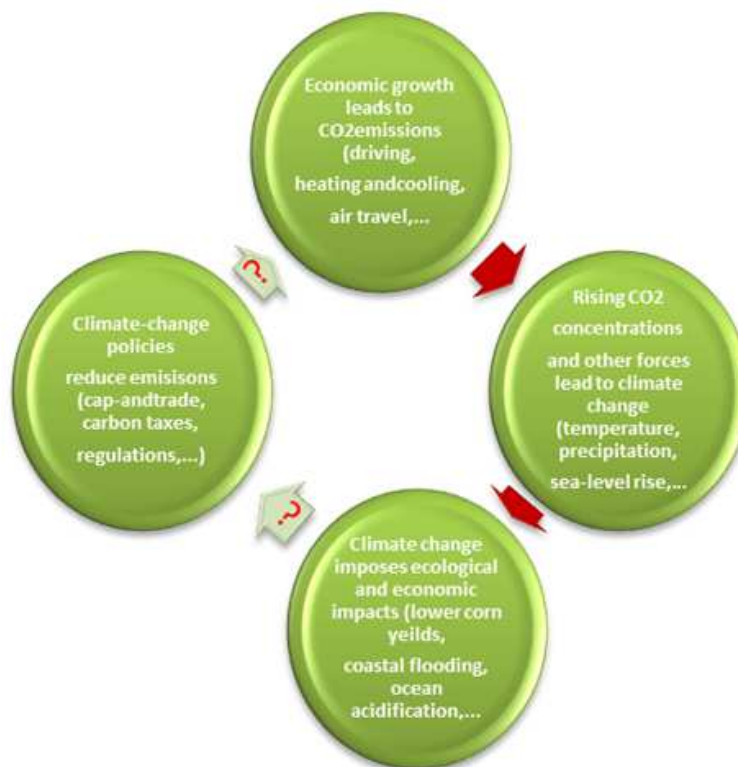 Economic growth
leads to
CO2emissions
(driving,
heating andcooling,
air travel,...
?
Rising CO2
concentrations
and other forces
lead to climate
change
(temperature,
precipitation,
sea-level rise,...
Climate-change
policies
reduce emisisons
(cap-andtrade,
carbon taxes,
regulations,...)
?
Climate change
imposes ecological
and economic
impacts (lower corn
yeilds,
coastal flooding,
ocean
acidification,...